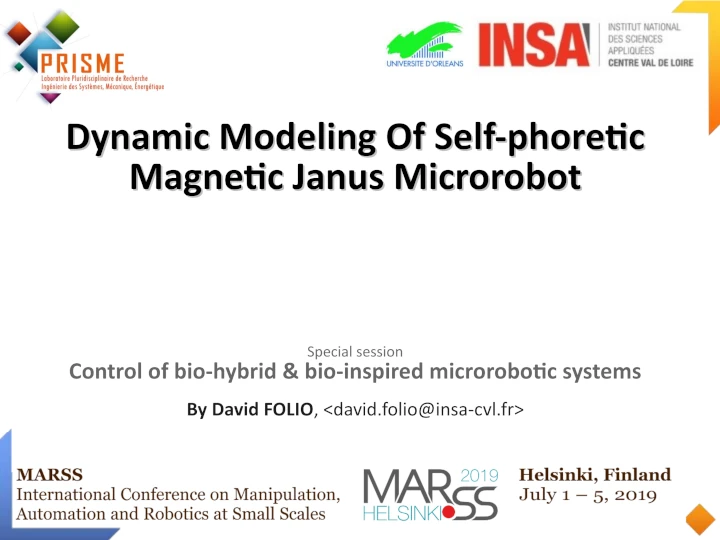 PRISME
Laboratoire Pluridisciplinaire de Recherche
Ingénierie des Systèmes, Mécanique, Énergétique
UNIVERSITE D'ORLEANS
INSA
INSTITUT NATIONAL
DES SCIENCES
APPLIQUÉES
CENTRE VAL DE LOIRE
Dynamic Modeling Of Self-phoretic
Magnetic Janus Microrobot
Special session
Control of bio-hybrid & bio-inspired microrobotic systems
By David FOLIO, <david.folio@insa-cvl.fr>
MARSS
International Conference on Manipulation,
Automation and Robotics at Small Scales
MARSS 2019
HELSINKI
Helsinki, Finland
July 1 – 5, 2019